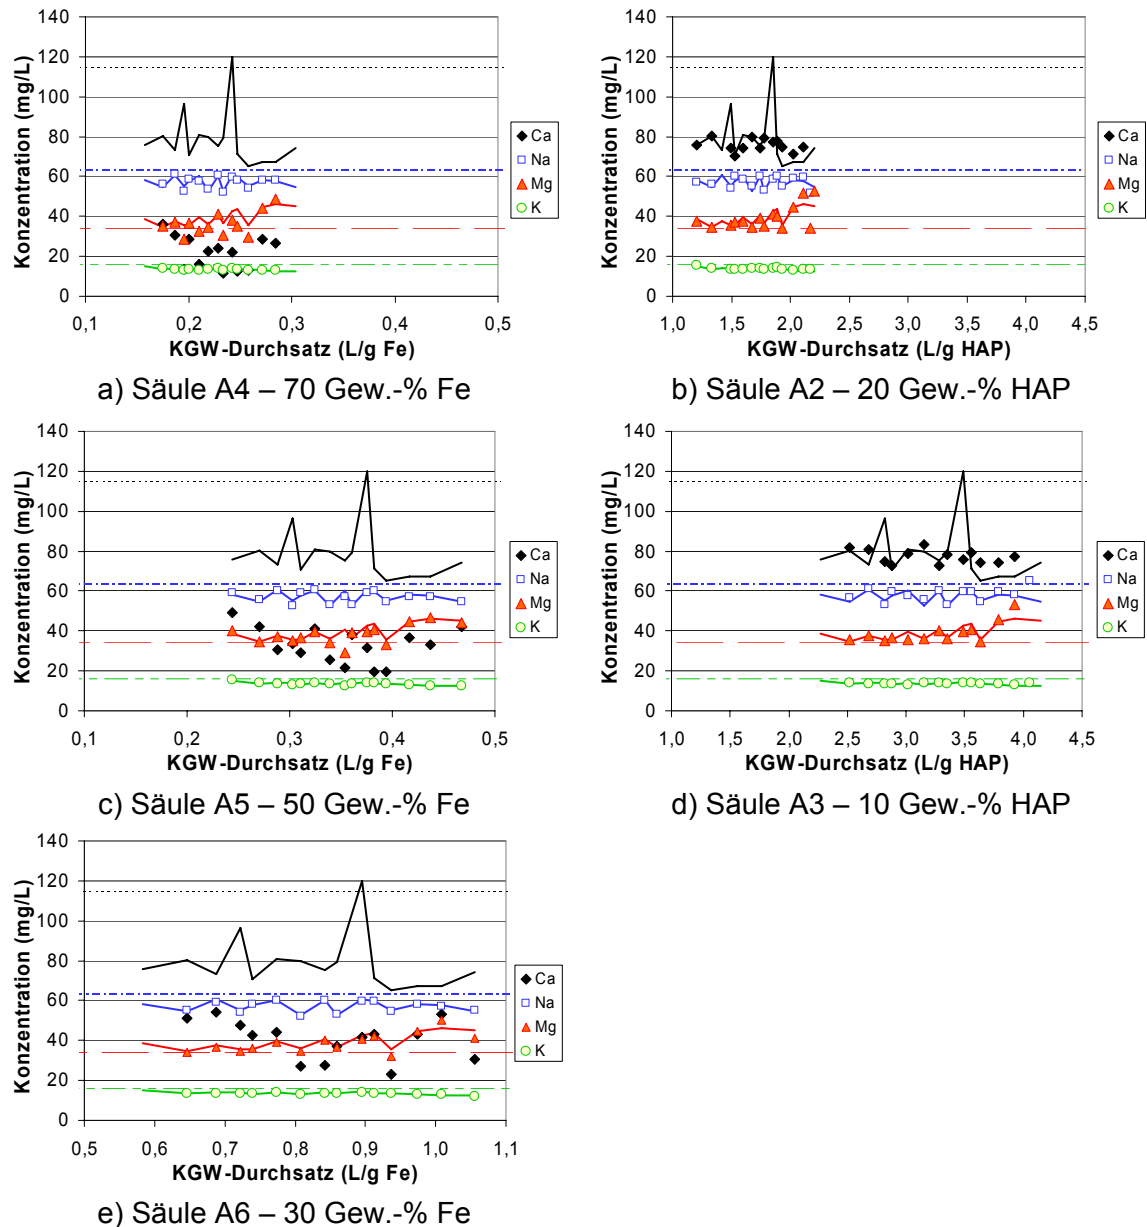 Konzentration (mg/L)
140
120
100
80
60
40
20
0
0,1 0,2 0,3 0,4 0,5
KGW-Durchsatz (L/g Fe)
Ca
Na
Mg
K
a) Säule A4 – 70 Gew.-% Fe
Konzentration (mg/L)
140
120
100
80
60
40
20
0
1,0 1,5 2,0 2,5 3,0 3,5 4,0 4,5
KGW-Durchsatz (L/g HAP)
Ca
Na
Mg
K
b) Säule A2 – 20 Gew.-% HAP
Konzentration (mg/L)
140
120
100
80
60
40
20
0
0,1 0,2 0,3 0,4 0,5
KGW-Durchsatz (L/g Fe)
Ca
Na
Mg
K
c) Säule A5 – 50 Gew.-% Fe
Konzentration (mg/L)
140
120
100
80
60
40
20
0
1,0 1,5 2,0 2,5 3,0 3,5 4,0 4,5
KGW-Durchsatz (L/g HAP)
Ca
Na
Mg
K
d) Säule A3 – 10 Gew.-% HAP
Konzentration (mg/L)
140
120
100
80
60
40
20
0
0,5 0,6 0,7 0,8 0,9 1,0 1,1
KGW-Durchsatz (L/g Fe)
Ca
Na
Mg
K
e) Säule A6 – 30 Gew.-% Fe